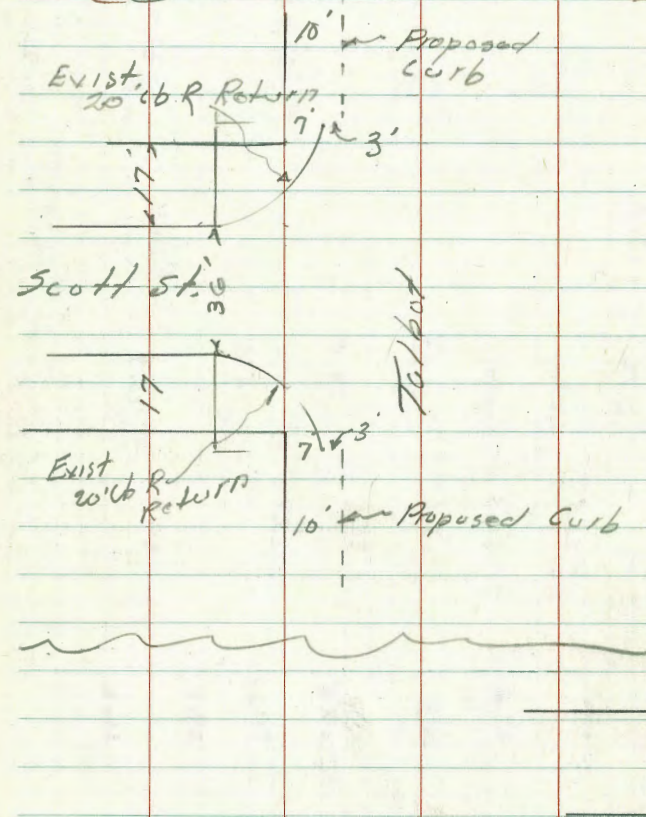 10'
Proposed
Curb
Exist.
20' cb R Return
7'
3'
17'
Scott St.
36'
Talbot
17
3'
7'
Exist
20' cb R
Return
10'
Proposed Curb